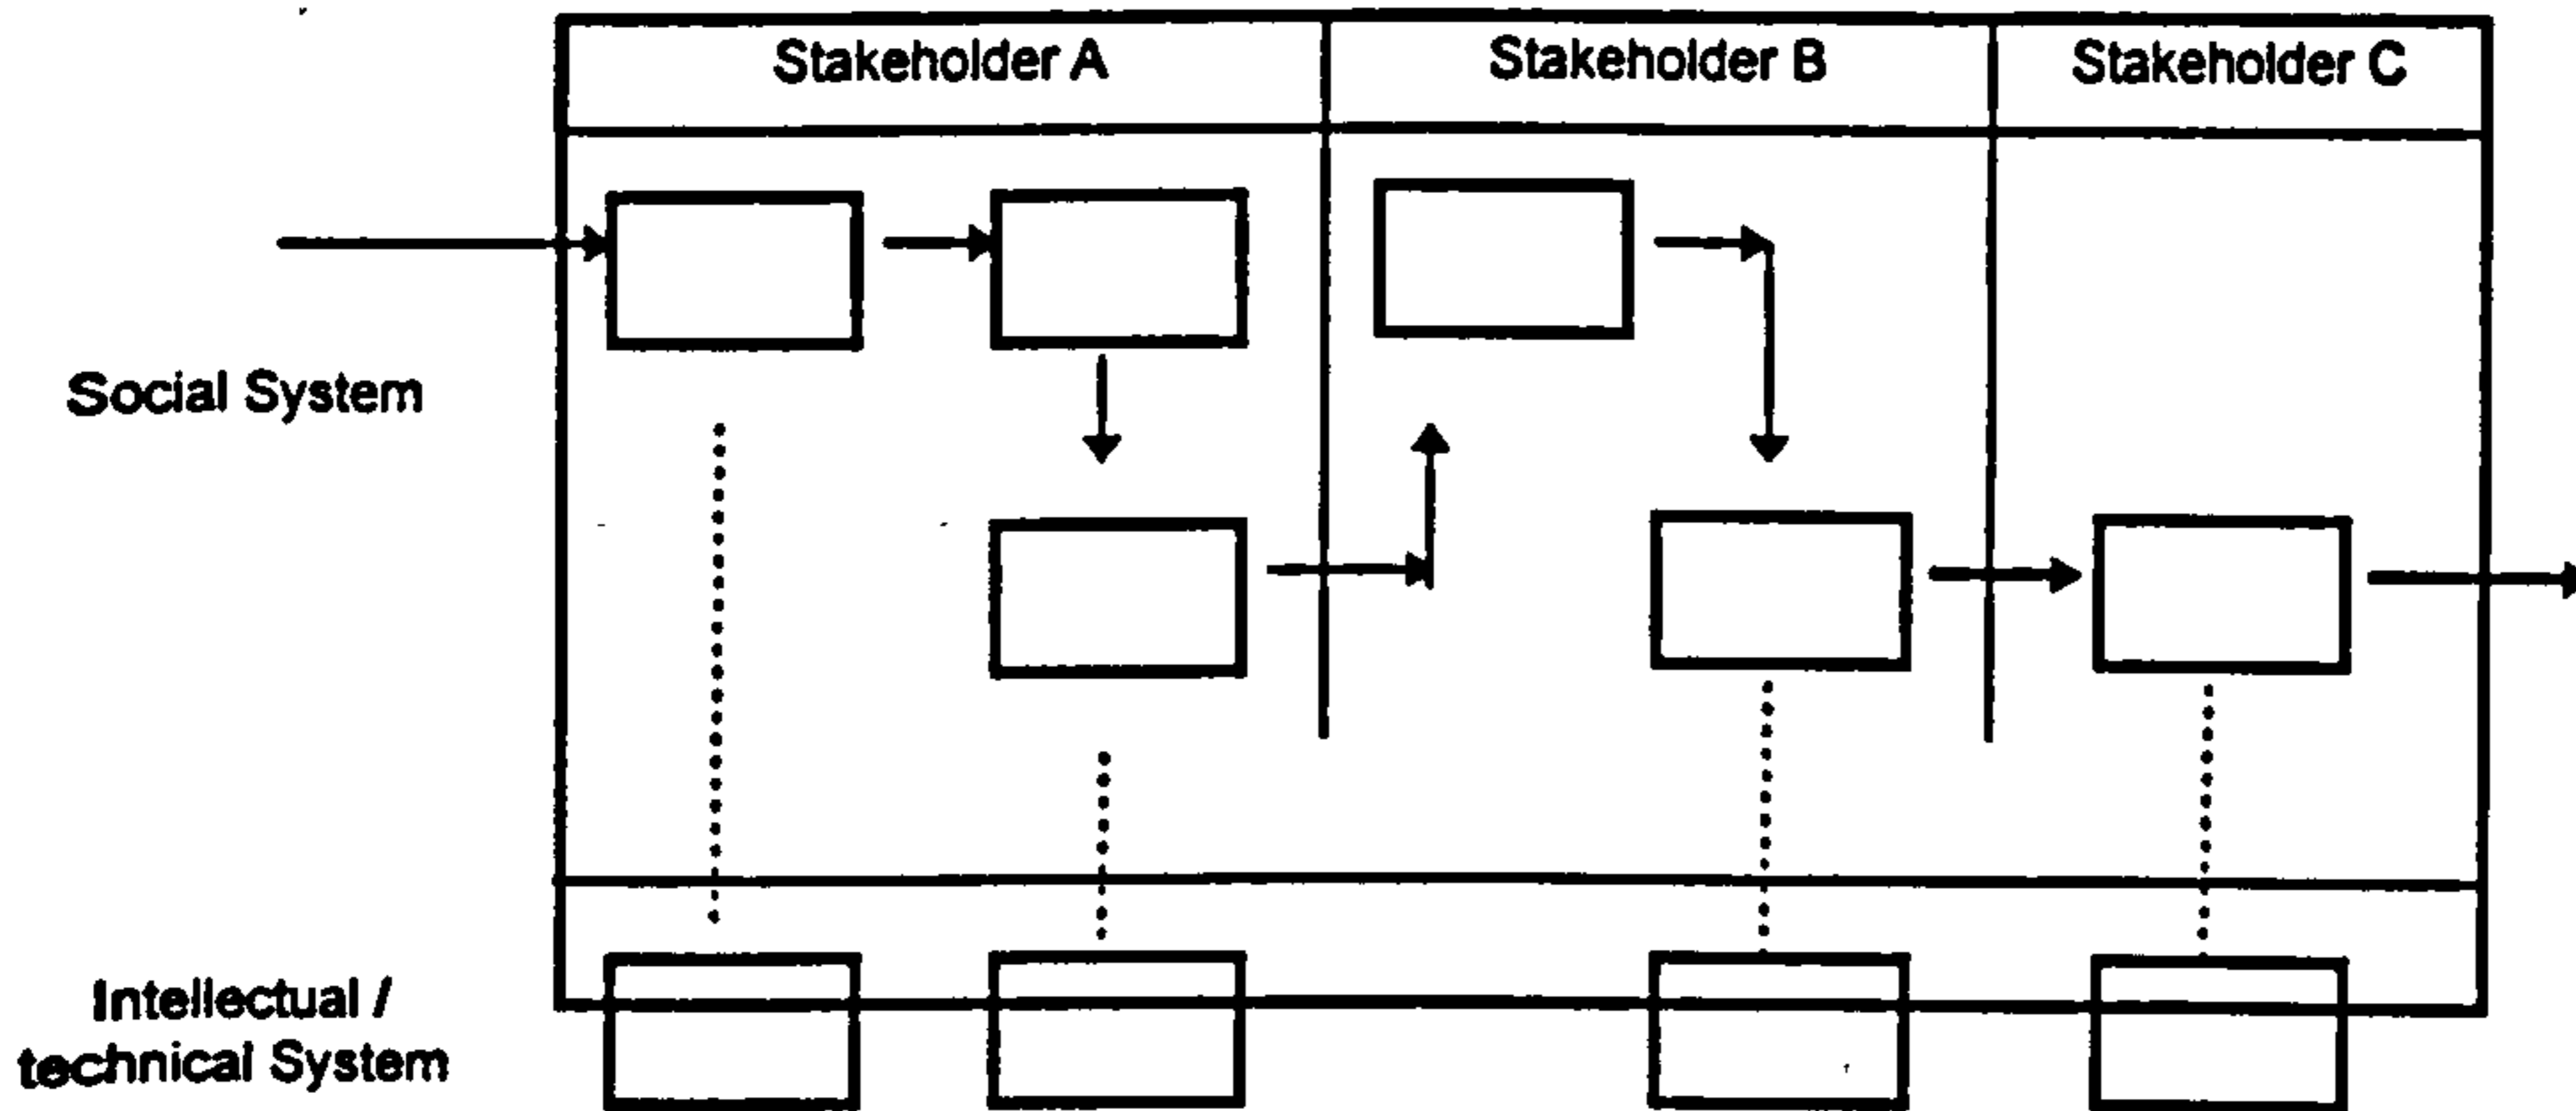 Stakeholder A
Stakeholder B
Stakeholder C
Social System
Intellectual /
technical System